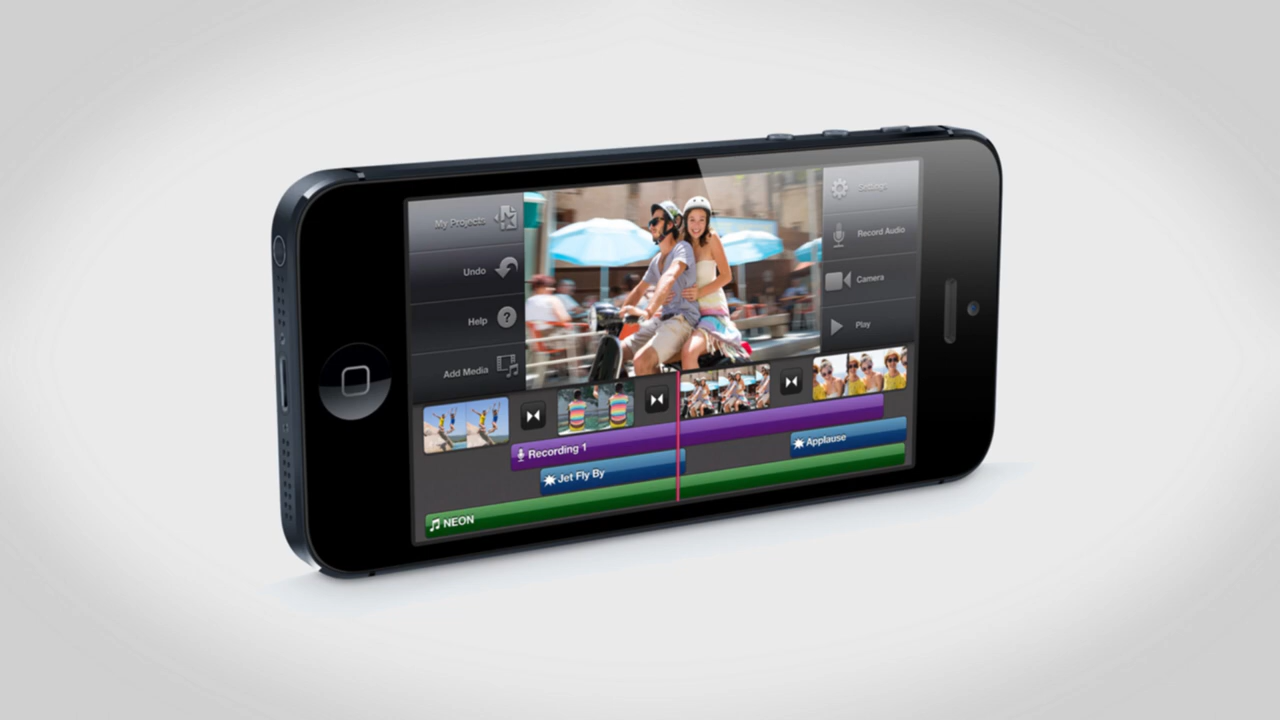 My Projects
Undo
Help
Add Media
Settings
Record Audio
Camera
Play
Recording 1
Jet Fly By
Applause
NEON